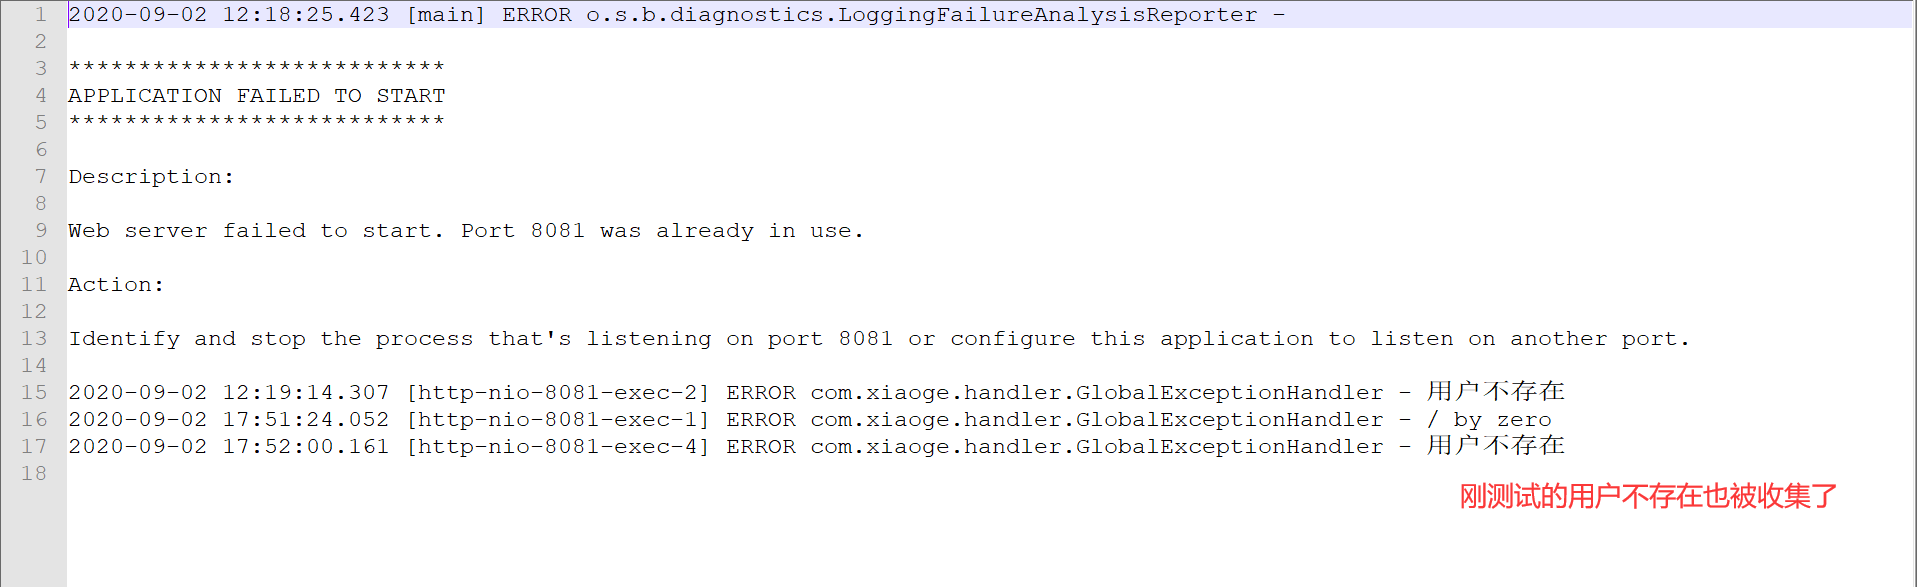 1 2020-09-02 12:18:25.423 [main] ERROR o.s.b.diagnostics.LoggingFailureAnalysisReporter -
2
3 ***************************
4 APPLICATION FAILED TO START
5 ***************************
6
7 Description:
8
9 Web server failed to start. Port 8081 was already in use.
10
11 Action:
12
13 Identify and stop the process that's listening on port 8081 or configure this application to listen on another port.
14
15 2020-09-02 12:19:14.307 [http-nio-8081-exec-2] ERROR com.xiaoge.handler.GlobalExceptionHandler - 用户不存在
16 2020-09-02 17:51:24.052 [http-nio-8081-exec-1] ERROR com.xiaoge.handler.GlobalExceptionHandler - / by zero
17 2020-09-02 17:52:00.161 [http-nio-8081-exec-4] ERROR com.xiaoge.handler.GlobalExceptionHandler - 用户不存在
18
刚测试的用户不存在也被收集了